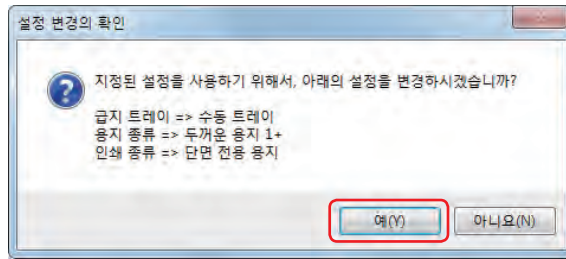 설정 변경의 확인
지정된 설정을 사용하기 위해서, 아래의 설정을 변경하시겠습니까?
급지 트레이 => 수동 트레이
용지 종류 => 두꺼운 용지 1+
인쇄 종류 => 단면 전용 용지
예(Y)
아니요(N)